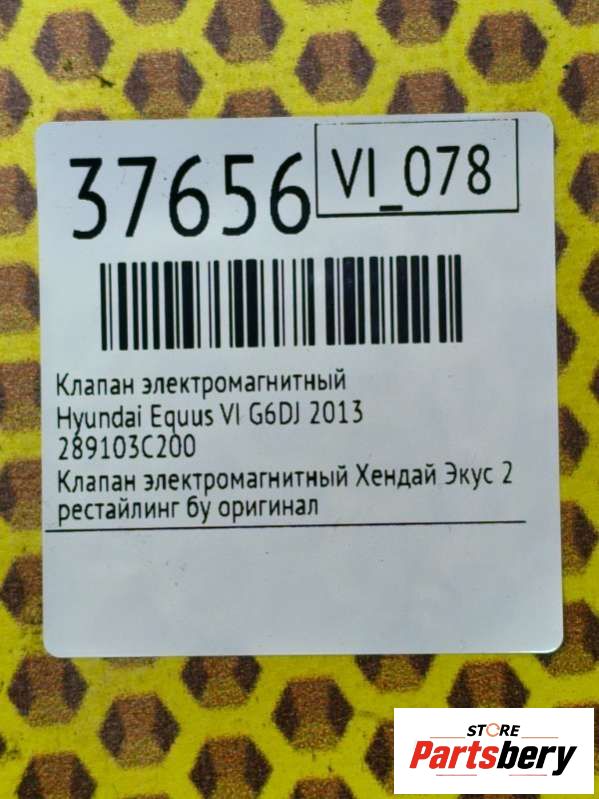 37656
VI_078
Клапан электромагнитный
Hyundai Equus VI G6DJ 2013
289103C200
Клапан электромагнитный Хендай Экус 2
рестайлинг бу оригинал
STORE
Partsbery